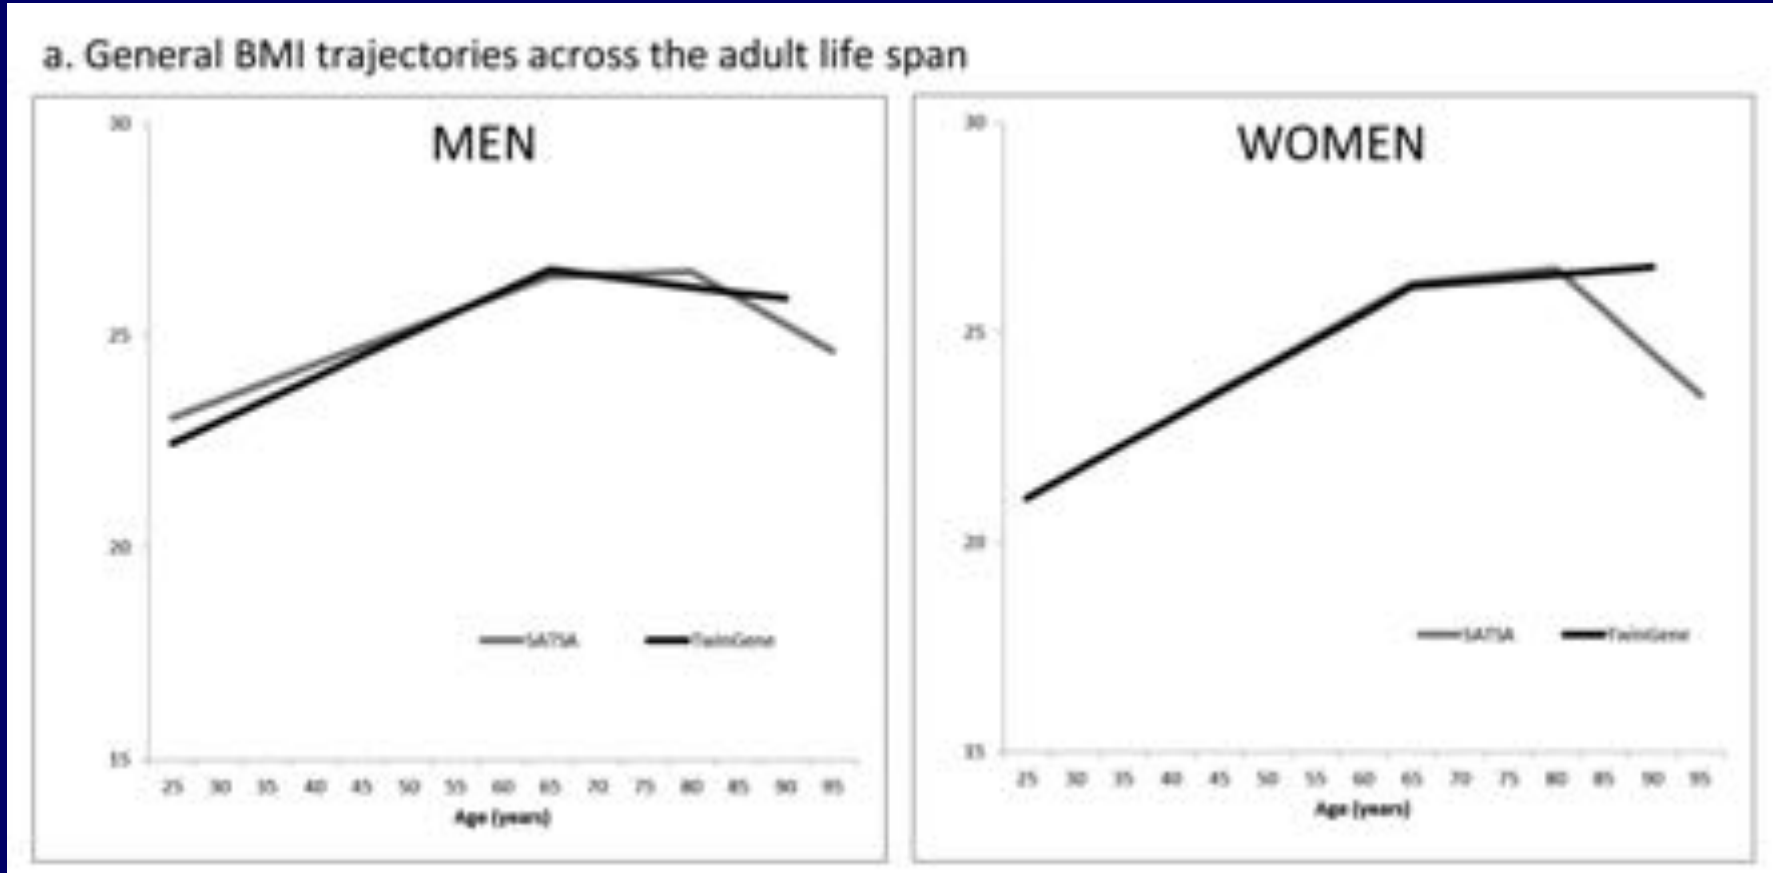 a. General BMI trajectories across the adult life span
MEN
30
25
20
15
SATSA TwinGene
25 30 35 40 45 50 55 60 65 70 75 80 85 90 95
Age (years)
WOMEN
30
25
20
15
SATSA TwinGene
25 30 35 40 45 50 55 60 65 70 75 80 85 90 95
Age (years)